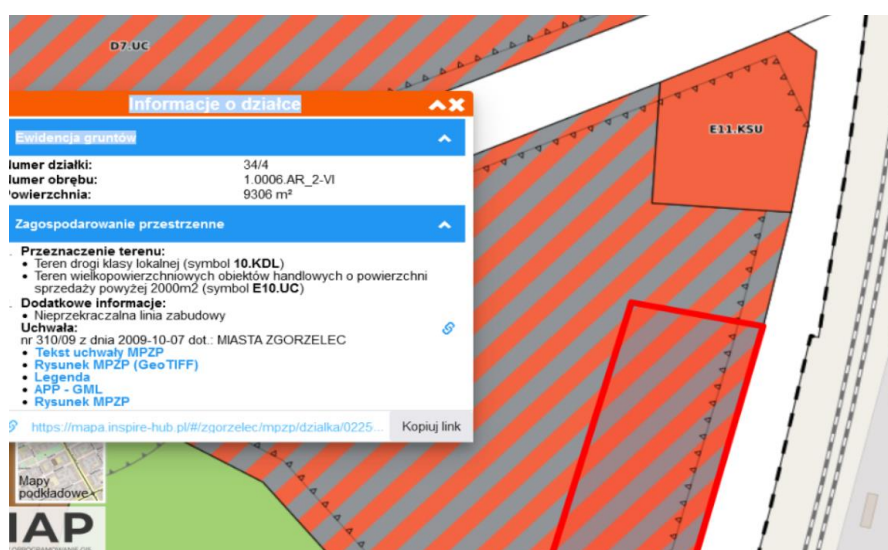 D7.UC
Informacje o działce
Ewidencja gruntów
Numer działki: 34/4
Numer obrębu: 1.0006.AR_2-VI
Powierzchnia: 9306 m²
Zagospodarowanie przestrzenne
Przeznaczenie terenu:
• Teren drogi klasy lokalnej (symbol 10.KDL)
• Teren wielkopowierzchniowych obiektów handlowych o powierzchni
sprzedaży powyżej 2000m2 (symbol E10.UC)
Dodatkowe informacje:
• Nieprzekraczalna linia zabudowy
Uchwała:
nr 310/09 z dnia 2009-10-07 dot.: MIASTA ZGORZELEC
• Tekst uchwały MPZP
• Rysunek MPZP (GeoTIFF)
• Legenda
• APP - GML
• Rysunek MPZP
https://mapa.inspire-hub.pl/#/zgorzelec/mpzp/dzialka/0225... Kopiuj link
E11.KSU
Mapy
podkładowe